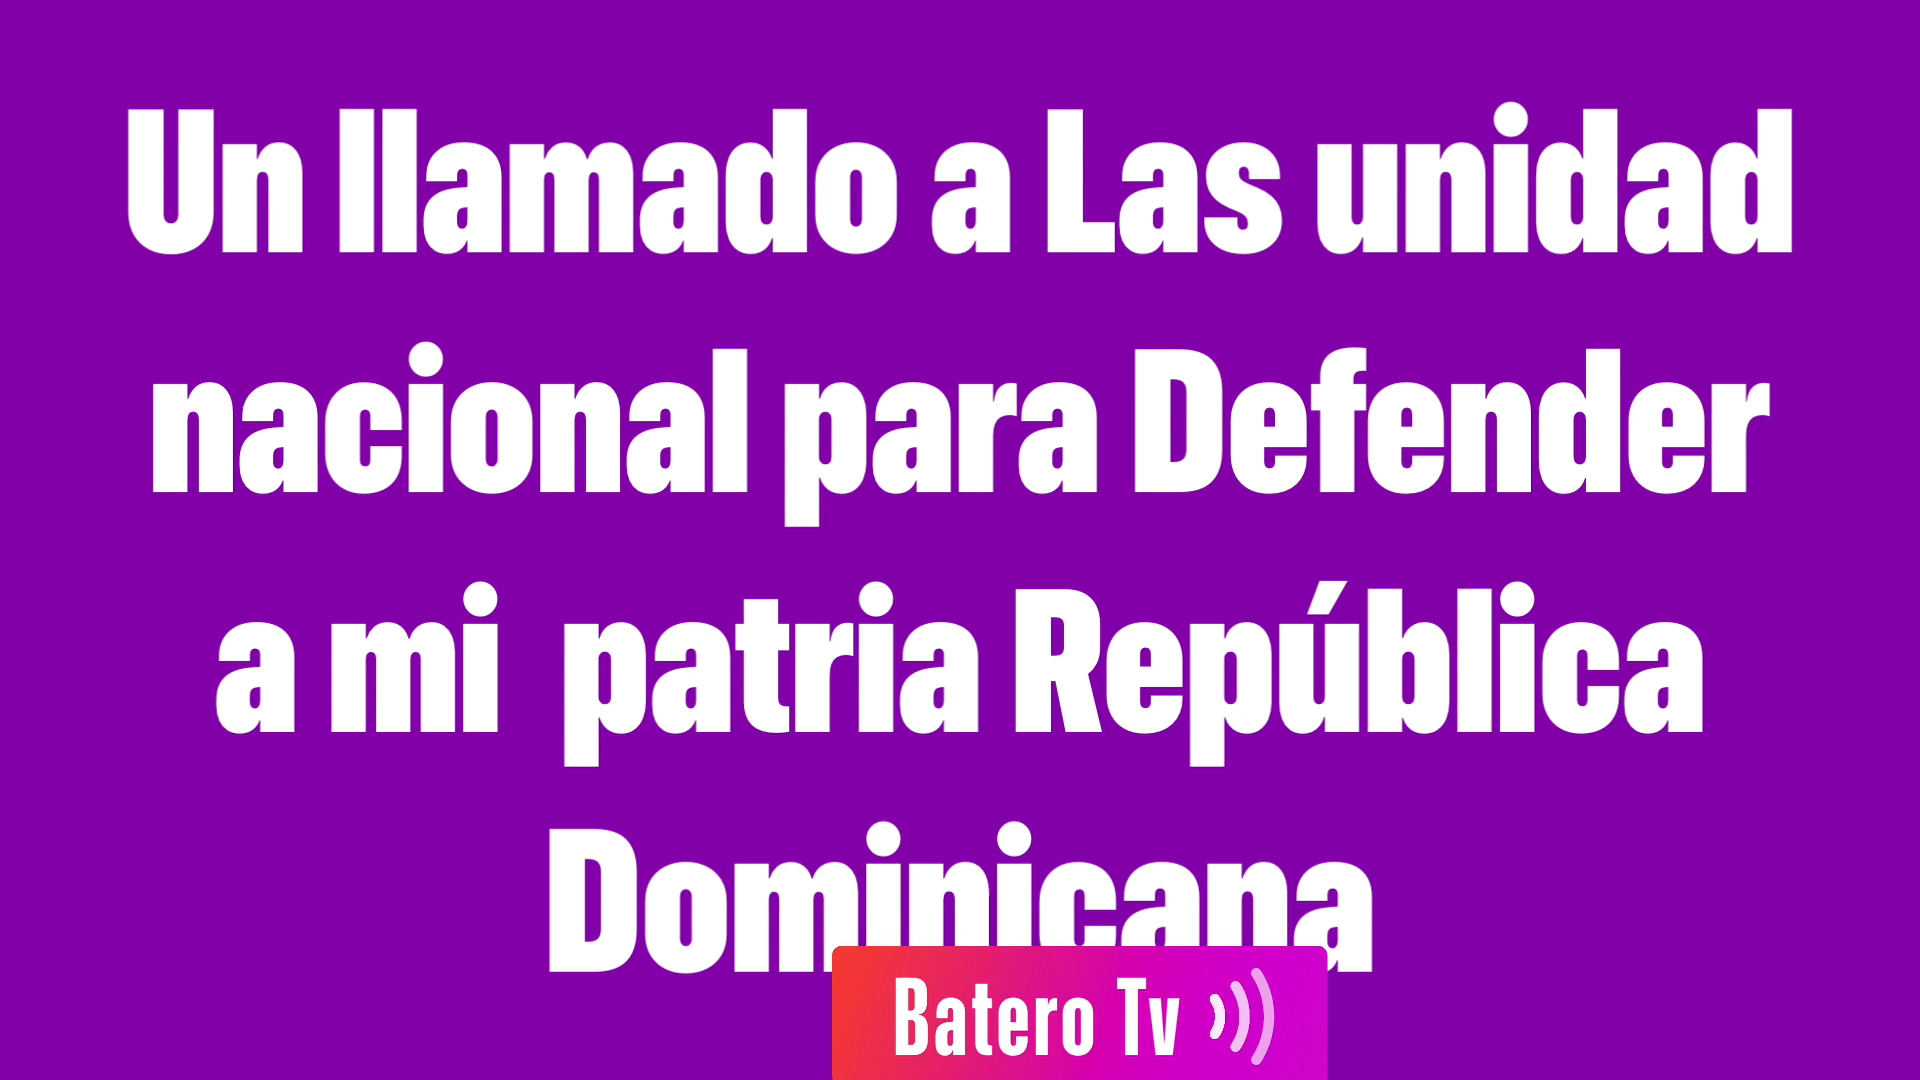 Un llamado a Las unidad
nacional para Defender
a mi  patria República
Dominicana
Batero Tv